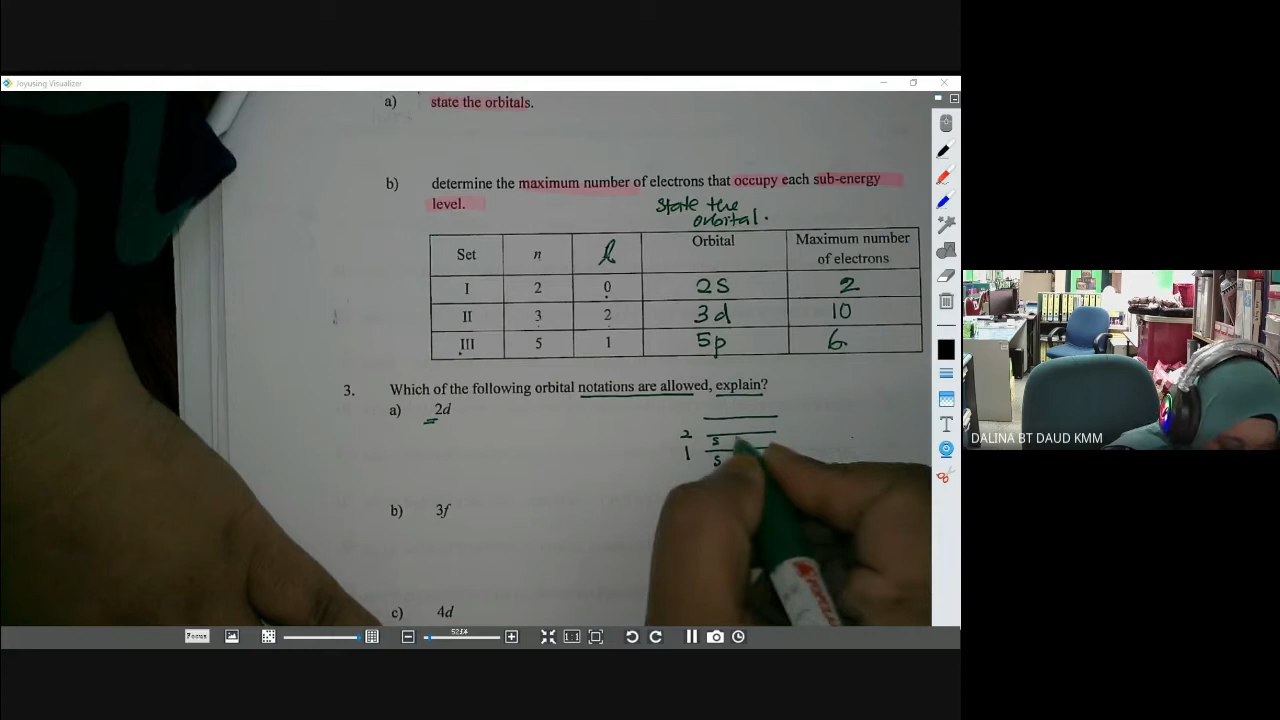 Joyusing Visualizer
a) state the orbitals.
b) determine the maximum number of electrons that occupy each sub-energy
level.
state the
orbital.
Set n l Orbital Maximum number
of electrons
I 2 0 2s 2
II 3 2 3d 10
III 5 1 5p 6
3. Which of the following orbital notations are allowed, explain?
a) 2d
2 s
1 s
b) 3f
c) 4d
Focus
1:1
T
DALINA BT DAUD KMM